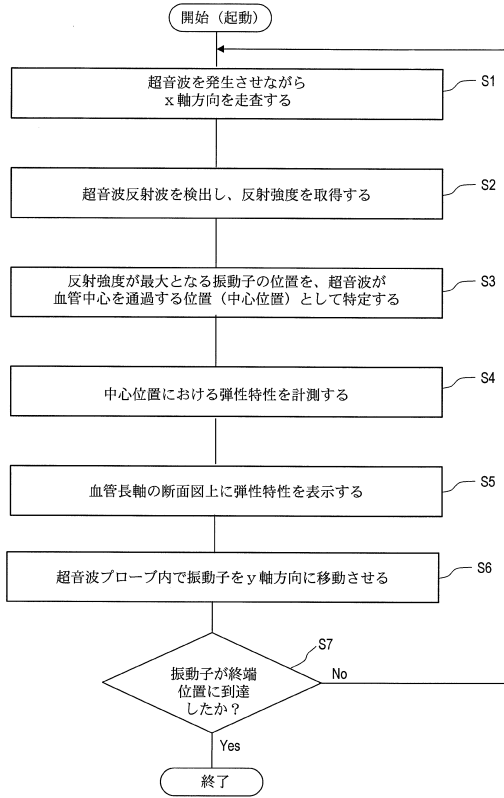 開始（起動）
超音波を発生させながら
ｘ軸方向を走査する
S1
超音波反射波を検出し、反射強度を取得する
S2
反射強度が最大となる振動子の位置を、超音波が
血管中心を通過する位置（中心位置）として特定する
S3
中心位置における弾性特性を計測する
S4
血管長軸の断面図上に弾性特性を表示する
S5
超音波プローブ内で振動子をｙ軸方向に移動させる
S6
振動子が終端
位置に到達
したか？
S7
No
Yes
終了